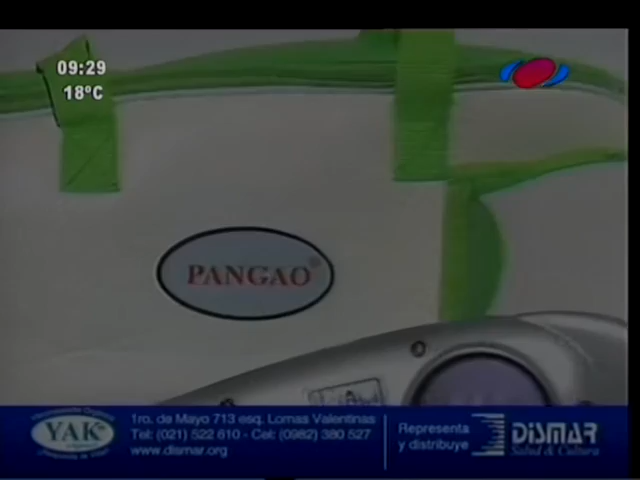 09:29
18ºC
PANGAO®
YAK
1ro. de Mayo 713 esq. Lomas Valentinas
Tel: (021) 522 610 - Cel: (0982) 380 527
www.dismar.org
Representa
y distribuye
DISMAR
Salud & Cultura